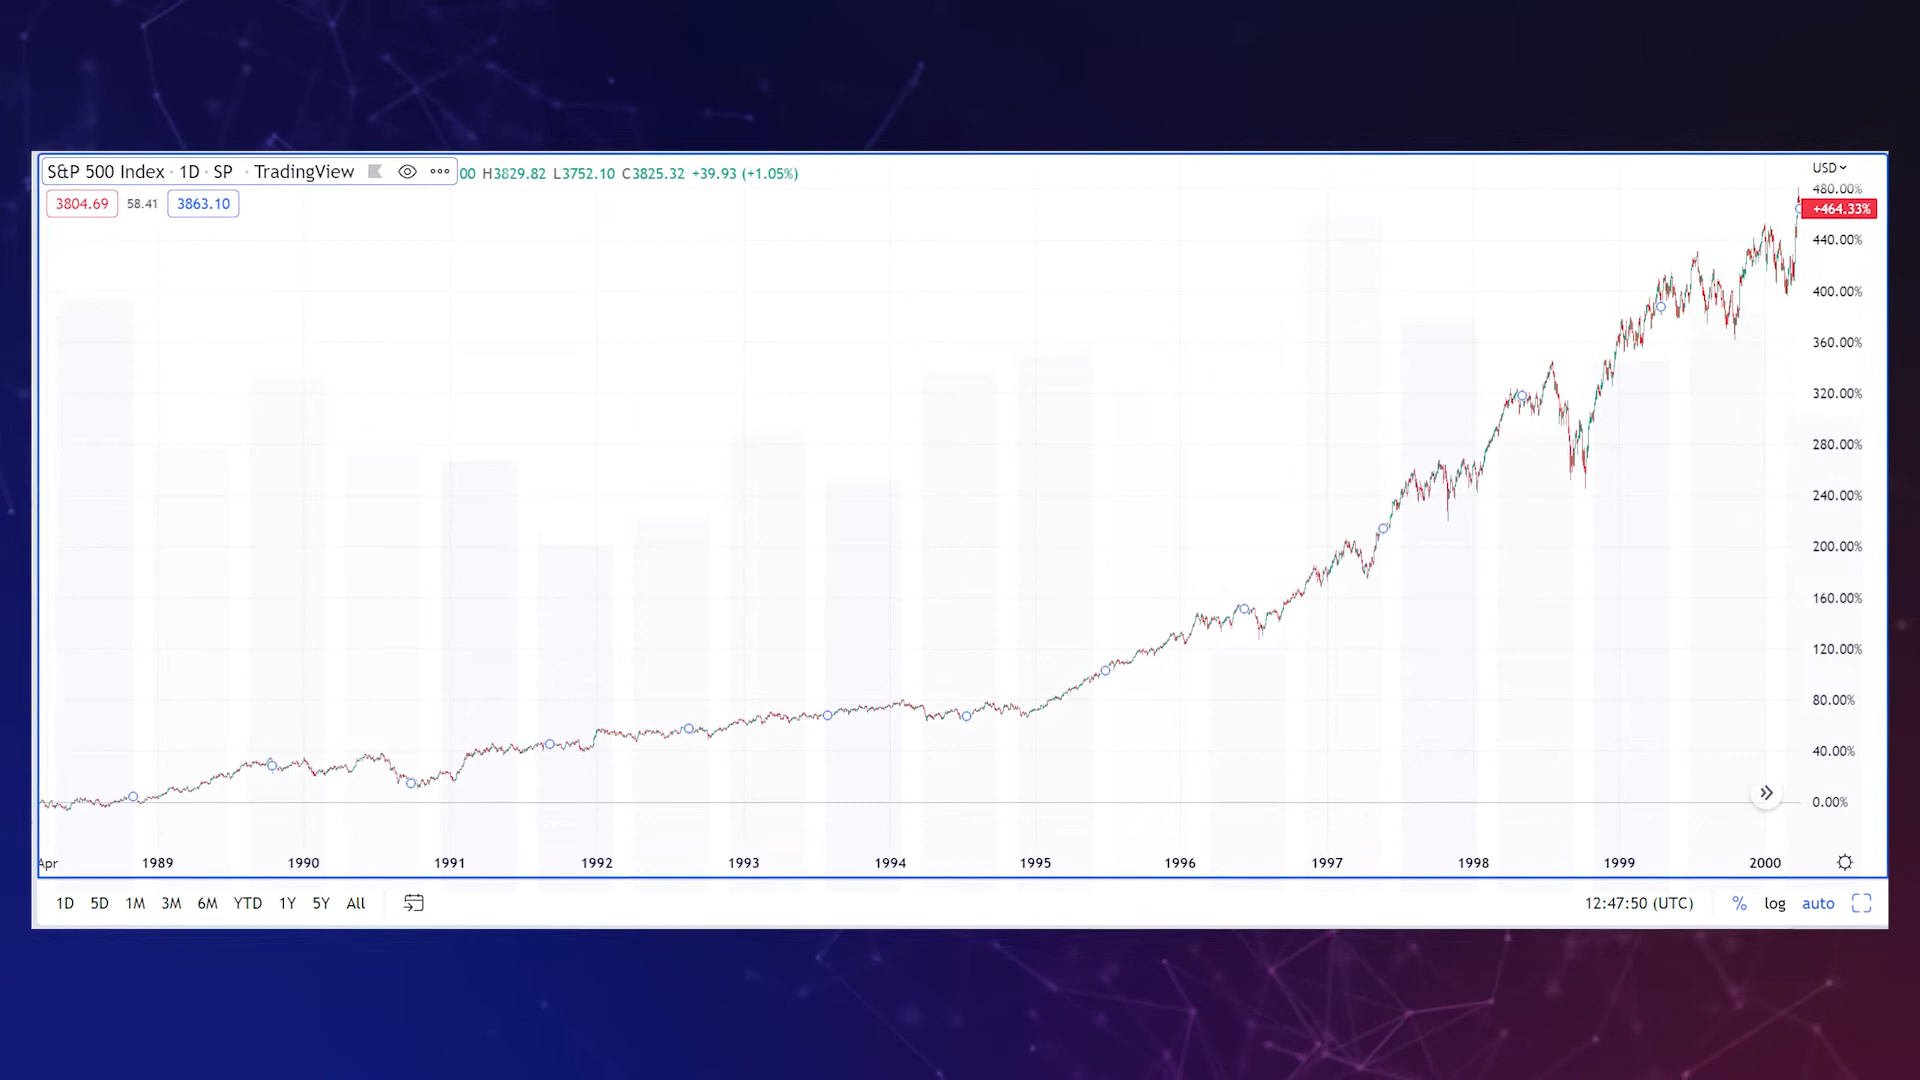 S&P 500 Index · 1D · SP · TradingView 00 H3829.82 L3752.10 C3825.32 +39.93 (+1.05%)
3804.69 58.41 3863.10
USD
480.00%
+464.33%
440.00%
400.00%
360.00%
320.00%
280.00%
240.00%
200.00%
160.00%
120.00%
80.00%
40.00%
0.00%
Apr 1989 1990 1991 1992 1993 1994 1995 1996 1997 1998 1999 2000
1D 5D 1M 3M 6M YTD 1Y 5Y All 12:47:50 (UTC) % log auto